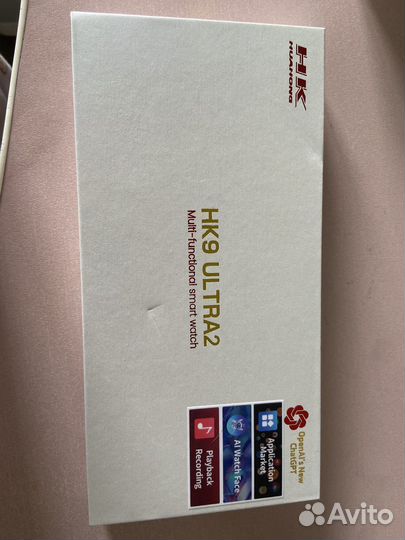 HK
HUAHONG
HK9 ULTRA2
Multi-functional smart watch
OpenAI's New
ChatGPT
Application
Market
AI Watch Face
Playback
Recording
Avito